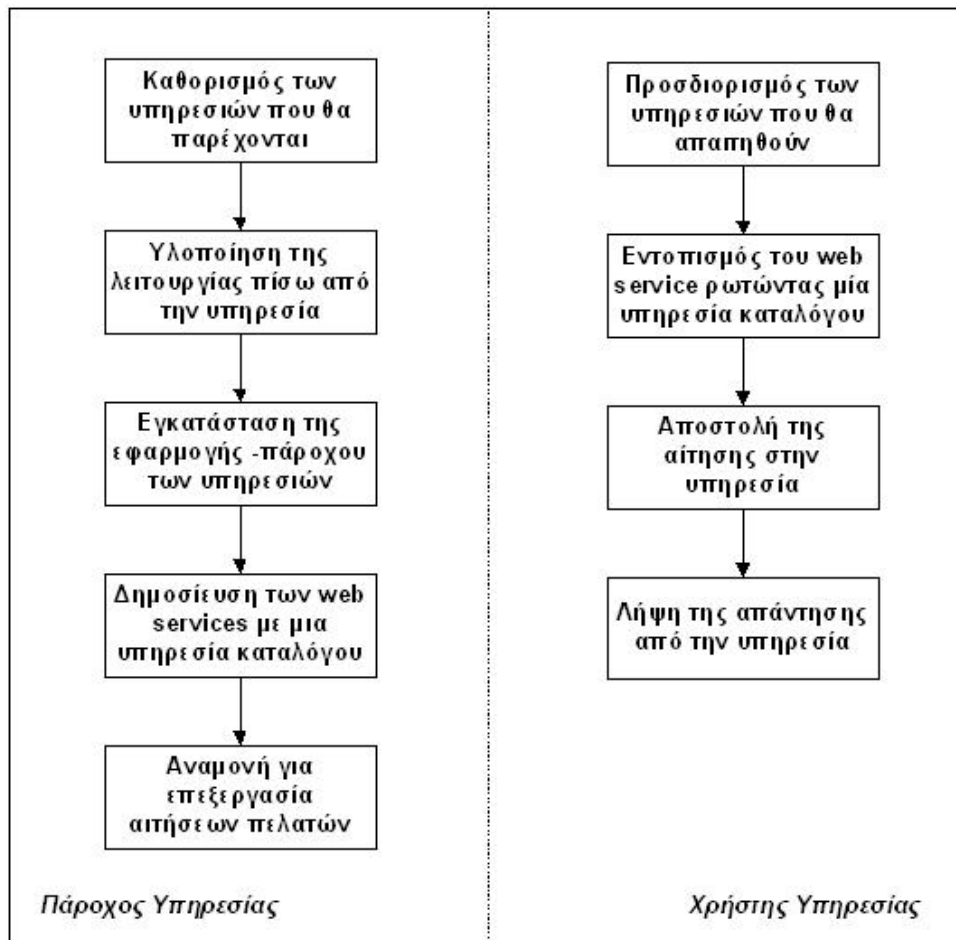 Καθορισμός των
υπηρεσιών που θα
παρέχονται
Υλοποίηση της
λειτουργίας πίσω από
την υπηρεσία
Εγκατάσταση της
εφαρμογής -πάροχου
των υπηρεσιών
Δημοσίευση των web
services με μια
υπηρεσία καταλόγου
Αναμονή για
επεξεργασία
αιτήσεων πελατών
Πάροχος Υπηρεσίας
Προσδιορισμός των
υπηρεσιών που θα
απαιτηθούν
Εντοπισμός του web
service ρωτώντας μία
υπηρεσία καταλόγου
Αποστολή της
αίτησης στην
υπηρεσία
Λήψη της απάντησης
από την υπηρεσία
Χρήστης Υπηρεσίας